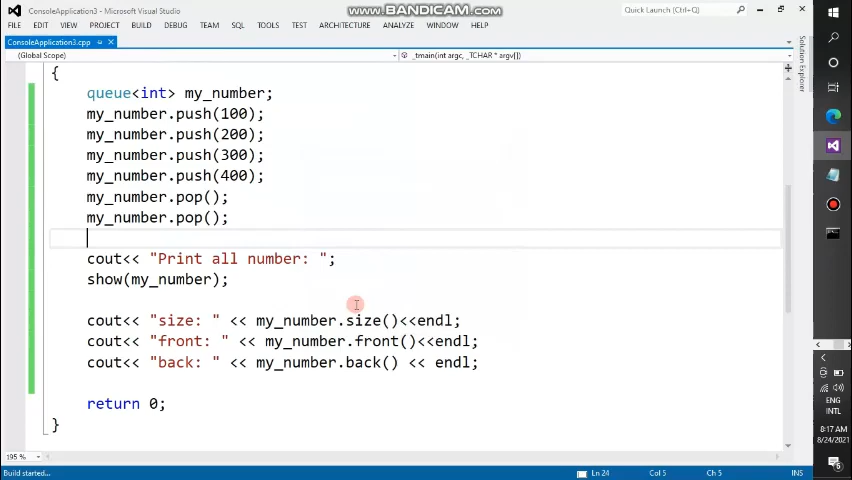 ConsoleApplication3 - Microsoft Visual Studio
www.BANDICAM.com
Quick Launch (Ctrl+Q)
FILE EDIT VIEW PROJECT BUILD DEBUG TEAM SQL TOOLS TEST ARCHITECTURE ANALYZE WINDOW HELP
ConsoleApplication3.cpp
(Global Scope)
_tmain(int argc, _TCHAR * argv[])
Solution Explorer
{
queue<int> my_number;
my_number.push(100);
my_number.push(200);
my_number.push(300);
my_number.push(400);
my_number.pop();
my_number.pop();
cout<< "Print all number: ";
show(my_number);
cout<< "size: " << my_number.size()<<endl;
cout<< "front: " << my_number.front()<<endl;
cout<< "back: " << my_number.back() << endl;
return 0;
}
195 %
Build started...
Ln 24 Col 5 Ch 5 INS
ENG
INTL
8:17 AM
8/24/2021